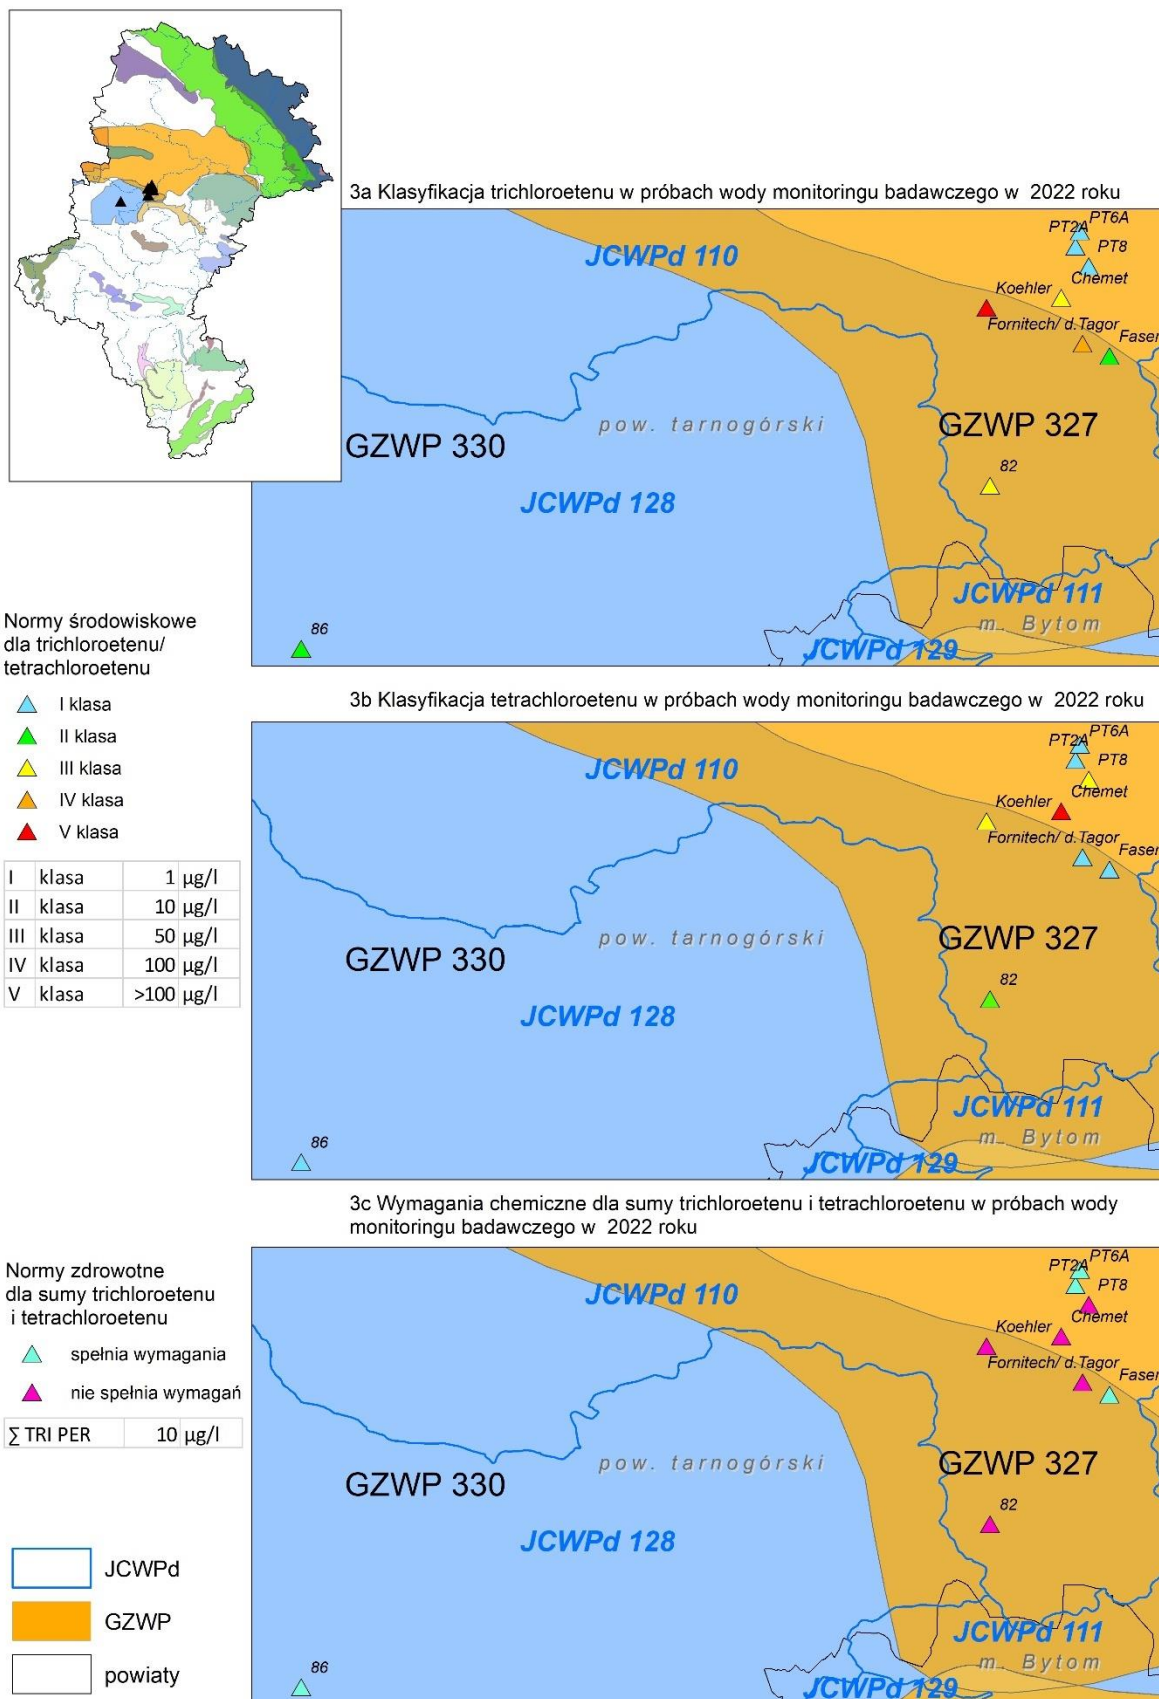 3a Klasyfikacja trichloroetenu w próbach wody monitoringu badawczego w 2022 roku
PT6A
PT2A
PT8
JCWPd 110
Chemet
Koehler
Fornitech/ d.Tagor
Faser
pow. tarnogórski
GZWP 327
GZWP 330
82
JCWPd 128
JCWPd 111
m. Bytom
86
JCWPd 129
Normy środowiskowe
dla trichloroetenu/
tetrachloroetenu
I klasa
II klasa
III klasa
IV klasa
V klasa
I klasa 1 µg/l
II klasa 10 µg/l
III klasa 50 µg/l
IV klasa 100 µg/l
V klasa >100 µg/l
3b Klasyfikacja tetrachloroetenu w próbach wody monitoringu badawczego w 2022 roku
PT6A
PT2A
PT8
JCWPd 110
Chemet
Koehler
Fornitech/ d.Tagor
Faser
pow. tarnogórski
GZWP 327
GZWP 330
82
JCWPd 128
JCWPd 111
m. Bytom
86
JCWPd 129
3c Wymagania chemiczne dla sumy trichloroetenu i tetrachloroetenu w próbach wody
monitoringu badawczego w 2022 roku
PT6A
PT2A
PT8
JCWPd 110
Chemet
Koehler
Fornitech/ d.Tagor
Faser
pow. tarnogórski
GZWP 327
GZWP 330
82
JCWPd 128
JCWPd 111
m. Bytom
86
JCWPd 129
Normy zdrowotne
dla sumy trichloroetenu
i tetrachloroetenu
spełnia wymagania
nie spełnia wymagań
∑ TRI PER 10 µg/l
JCWPd
GZWP
powiaty